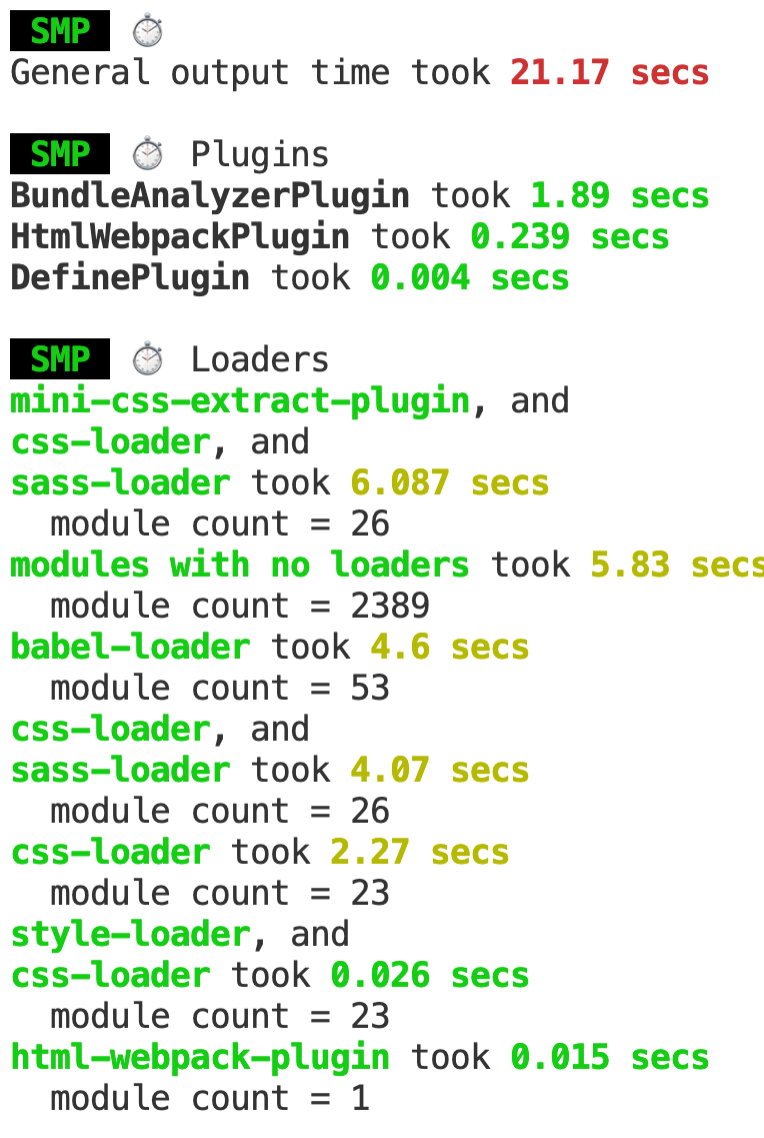 SMP ⏱
General output time took 21.17 secs

SMP ⏱ Plugins
BundleAnalyzerPlugin took 1.89 secs
HtmlWebpackPlugin took 0.239 secs
DefinePlugin took 0.004 secs

SMP ⏱ Loaders
mini-css-extract-plugin, and
css-loader, and
sass-loader took 6.087 secs
  module count = 26
modules with no loaders took 5.83 secs
  module count = 2389
babel-loader took 4.6 secs
  module count = 53
css-loader, and
sass-loader took 4.07 secs
  module count = 26
css-loader took 2.27 secs
  module count = 23
style-loader, and
css-loader took 0.026 secs
  module count = 23
html-webpack-plugin took 0.015 secs
  module count = 1